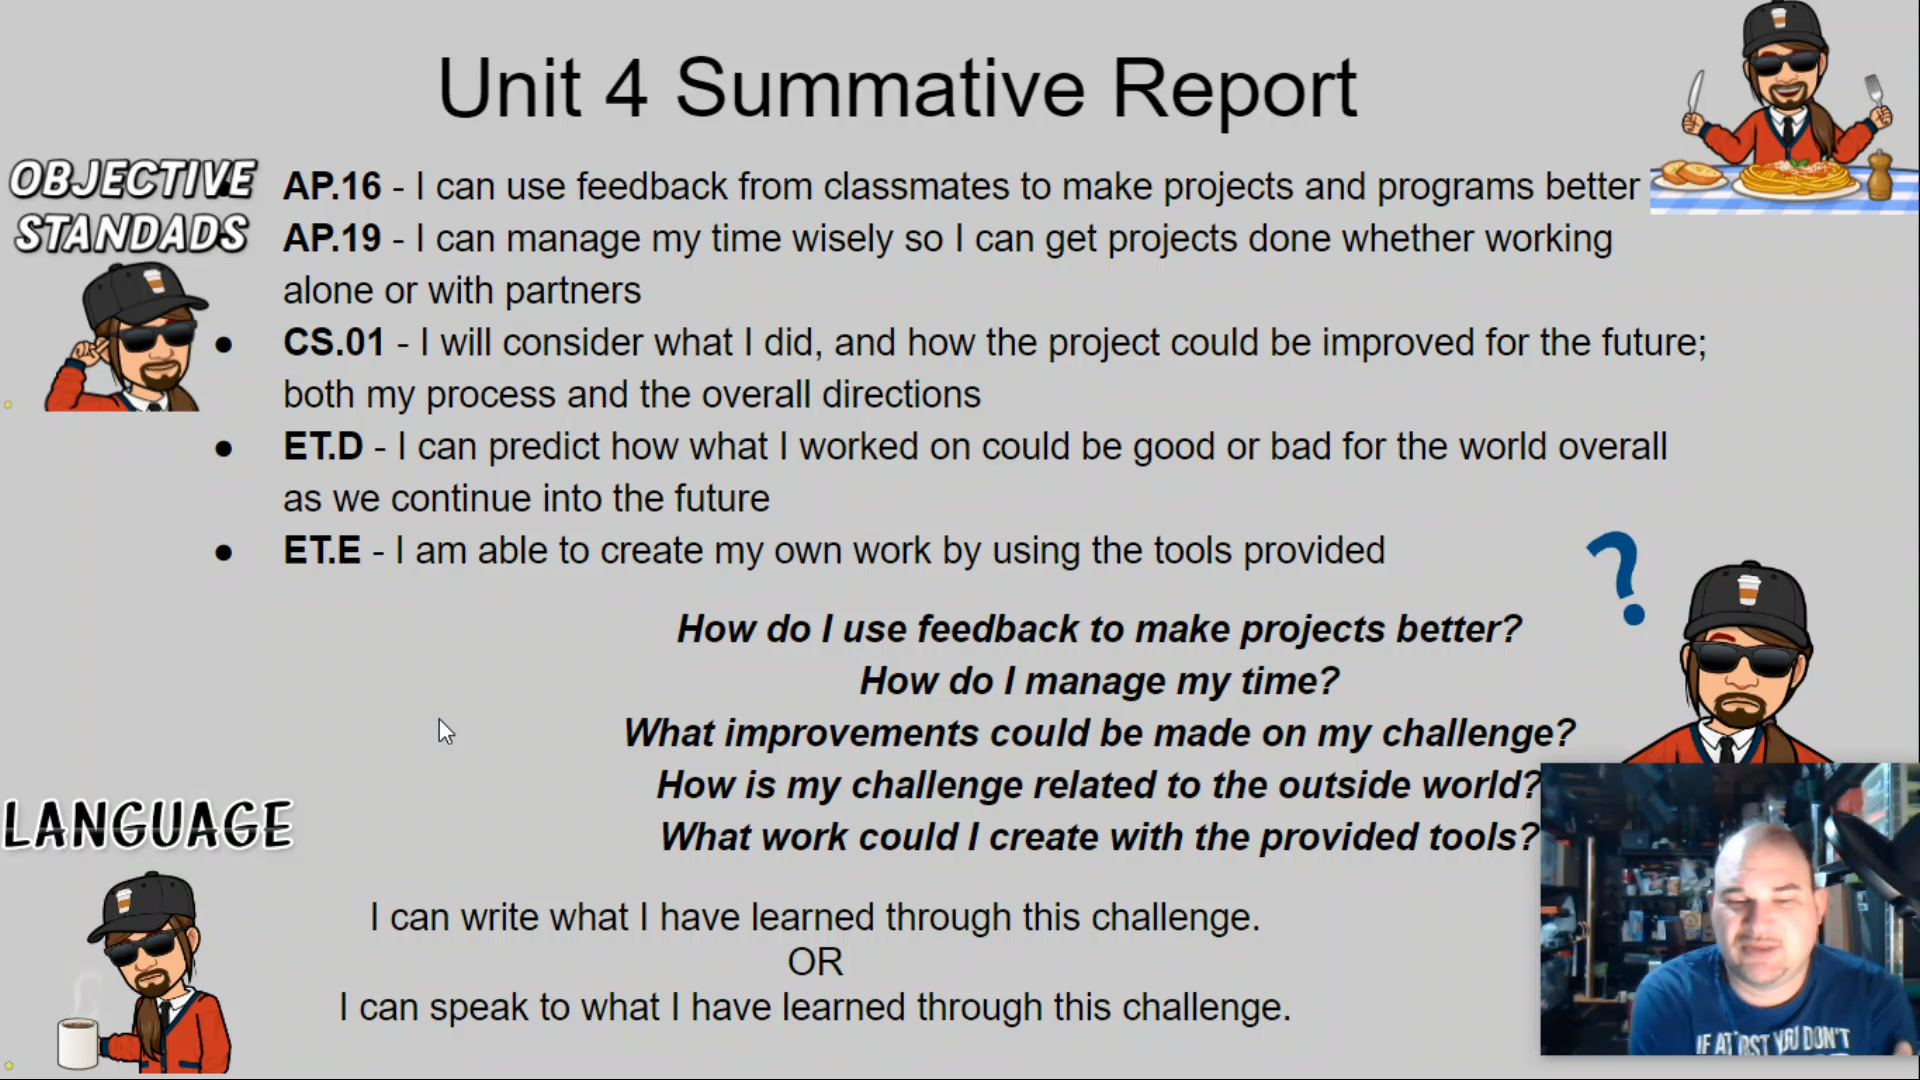 Unit 4 Summative Report
OBJECTIVE
STANDADS
AP.16 - I can use feedback from classmates to make projects and programs better
AP.19 - I can manage my time wisely so I can get projects done whether working
alone or with partners
● CS.01 - I will consider what I did, and how the project could be improved for the future;
both my process and the overall directions
● ET.D - I can predict how what I worked on could be good or bad for the world overall
as we continue into the future
● ET.E - I am able to create my own work by using the tools provided
?
How do I use feedback to make projects better?
How do I manage my time?
What improvements could be made on my challenge?
How is my challenge related to the outside world?
What work could I create with the provided tools?
LANGUAGE
I can write what I have learned through this challenge.
OR
I can speak to what I have learned through this challenge.
IF AT YOU DON'T